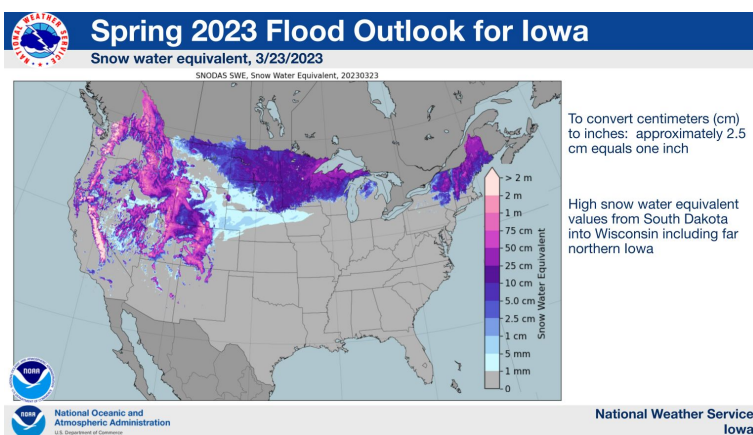 NATIONAL WEATHER SERVICE
Spring 2023 Flood Outlook for Iowa
Snow water equivalent, 3/23/2023
SNODAS SWE, Snow Water Equivalent, 20230323
To convert centimeters (cm)
to inches: approximately 2.5
cm equals one inch
High snow water equivalent
values from South Dakota
into Wisconsin including far
northern Iowa
> 2 m
2 m
1 m
75 cm
50 cm
25 cm
10 cm
5.0 cm
2.5 cm
1 cm
5 mm
1 mm
0
Snow Water Equivalent
NOAA
NOAA
National Oceanic and
Atmospheric Administration
U.S. Department of Commerce
National Weather Service
Iowa